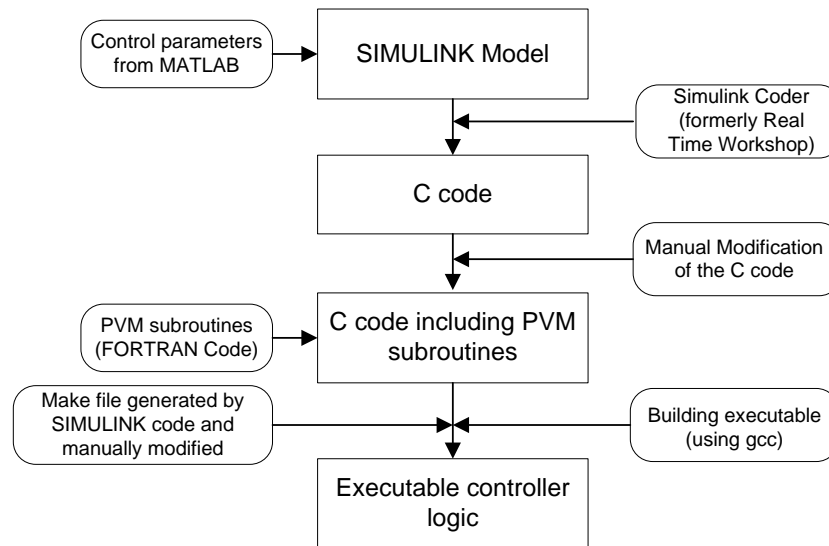 Control parameters
from MATLAB
SIMULINK Model
Simulink Coder
(formerly Real
Time Workshop)
C code
Manual Modification
of the C code
PVM subroutines
(FORTRAN Code)
C code including PVM
subroutines
Make file generated by
SIMULINK code and
manually modified
Building executable
(using gcc)
Executable controller
logic